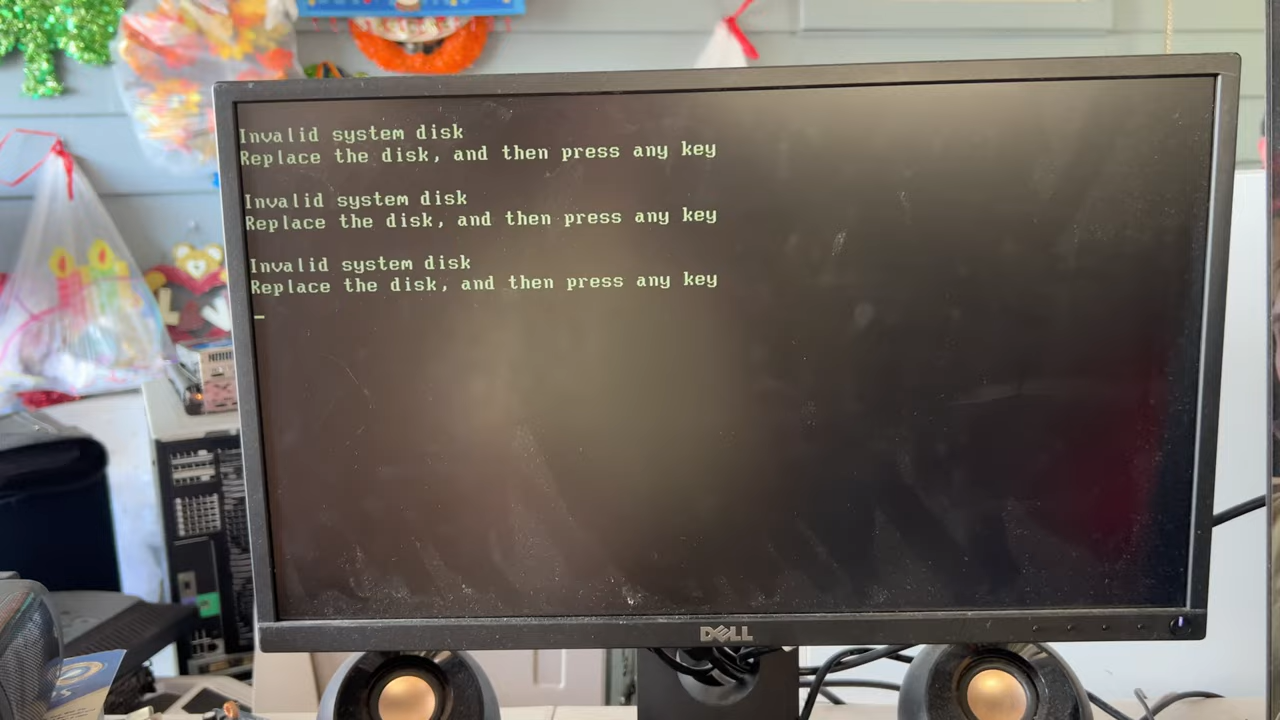 Invalid system disk
Replace the disk, and then press any key
Invalid system disk
Replace the disk, and then press any key
Invalid system disk
Replace the disk, and then press any key
_
DELL